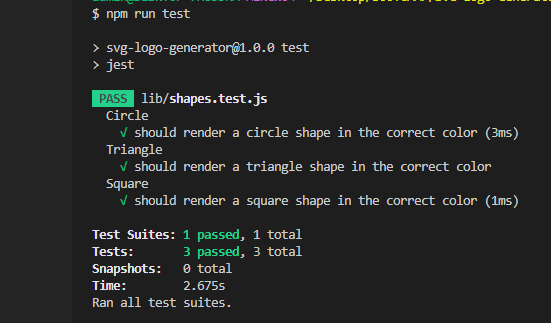 $ npm run test
> svg-logo-generator@1.0.0 test
> jest
PASS lib/shapes.test.js
Circle
√ should render a circle shape in the correct color (3ms)
Triangle
√ should render a triangle shape in the correct color
Square
√ should render a square shape in the correct color (1ms)
Test Suites: 1 passed, 1 total
Tests: 3 passed, 3 total
Snapshots: 0 total
Time: 2.675s
Ran all test suites.